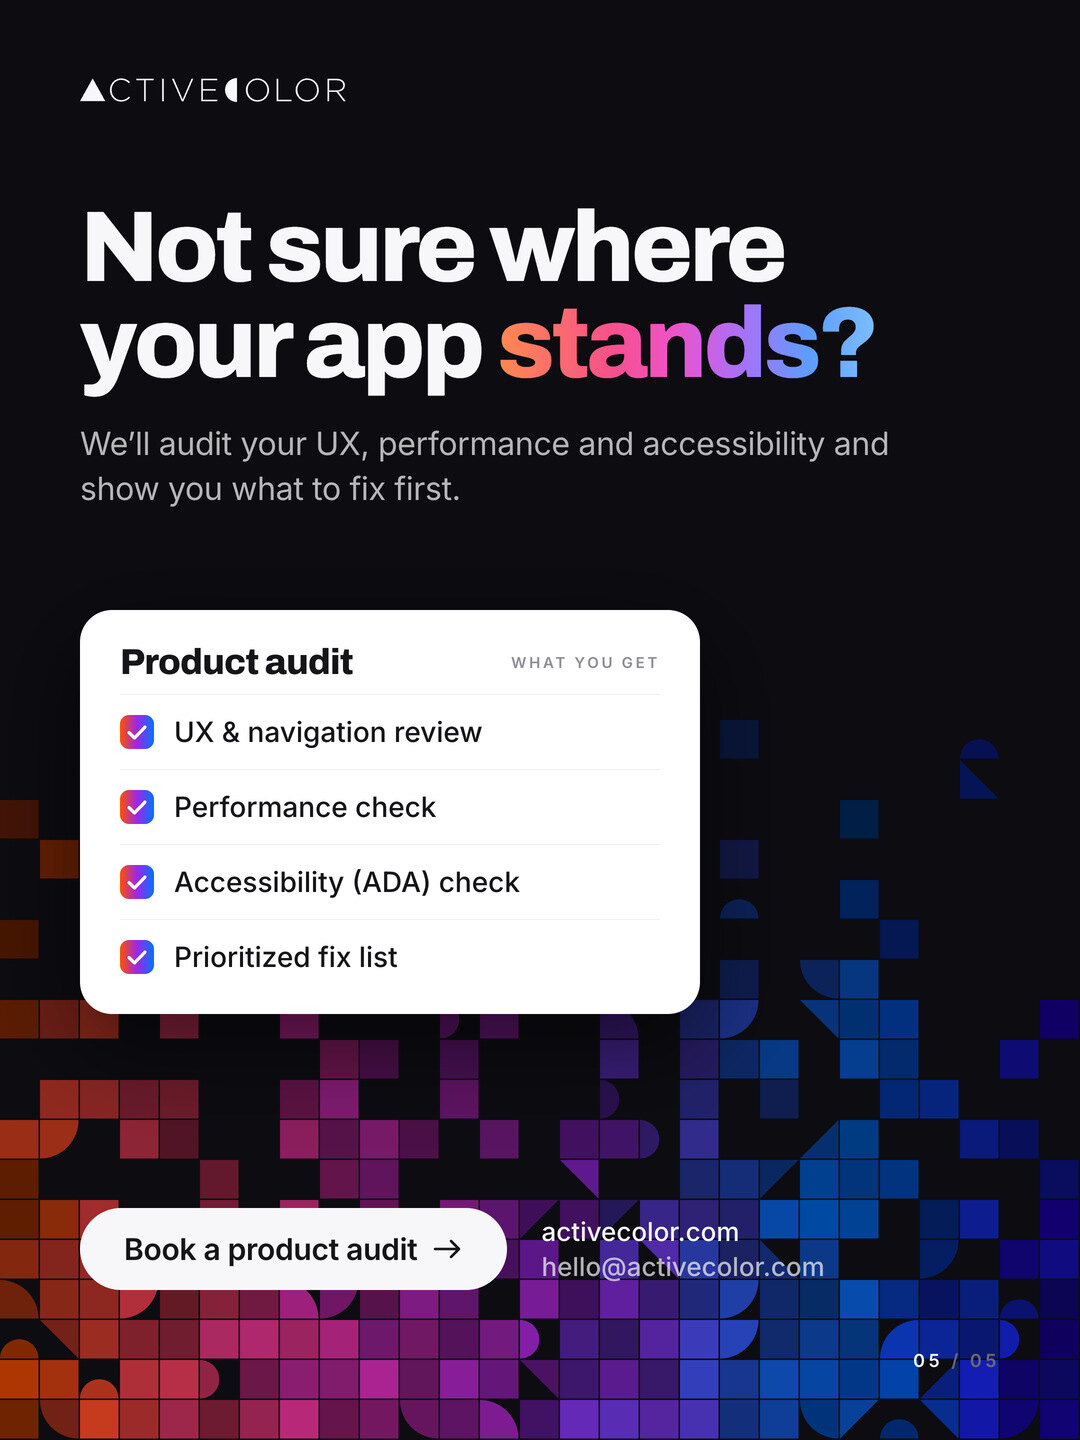 ACTIVECOLOR
Not sure where
your app stands?
We’ll audit your UX, performance and accessibility and
show you what to fix first.
Product audit
WHAT YOU GET
UX & navigation review
Performance check
Accessibility (ADA) check
Prioritized fix list
Book a product audit →
activecolor.com
hello@activecolor.com
05 / 05